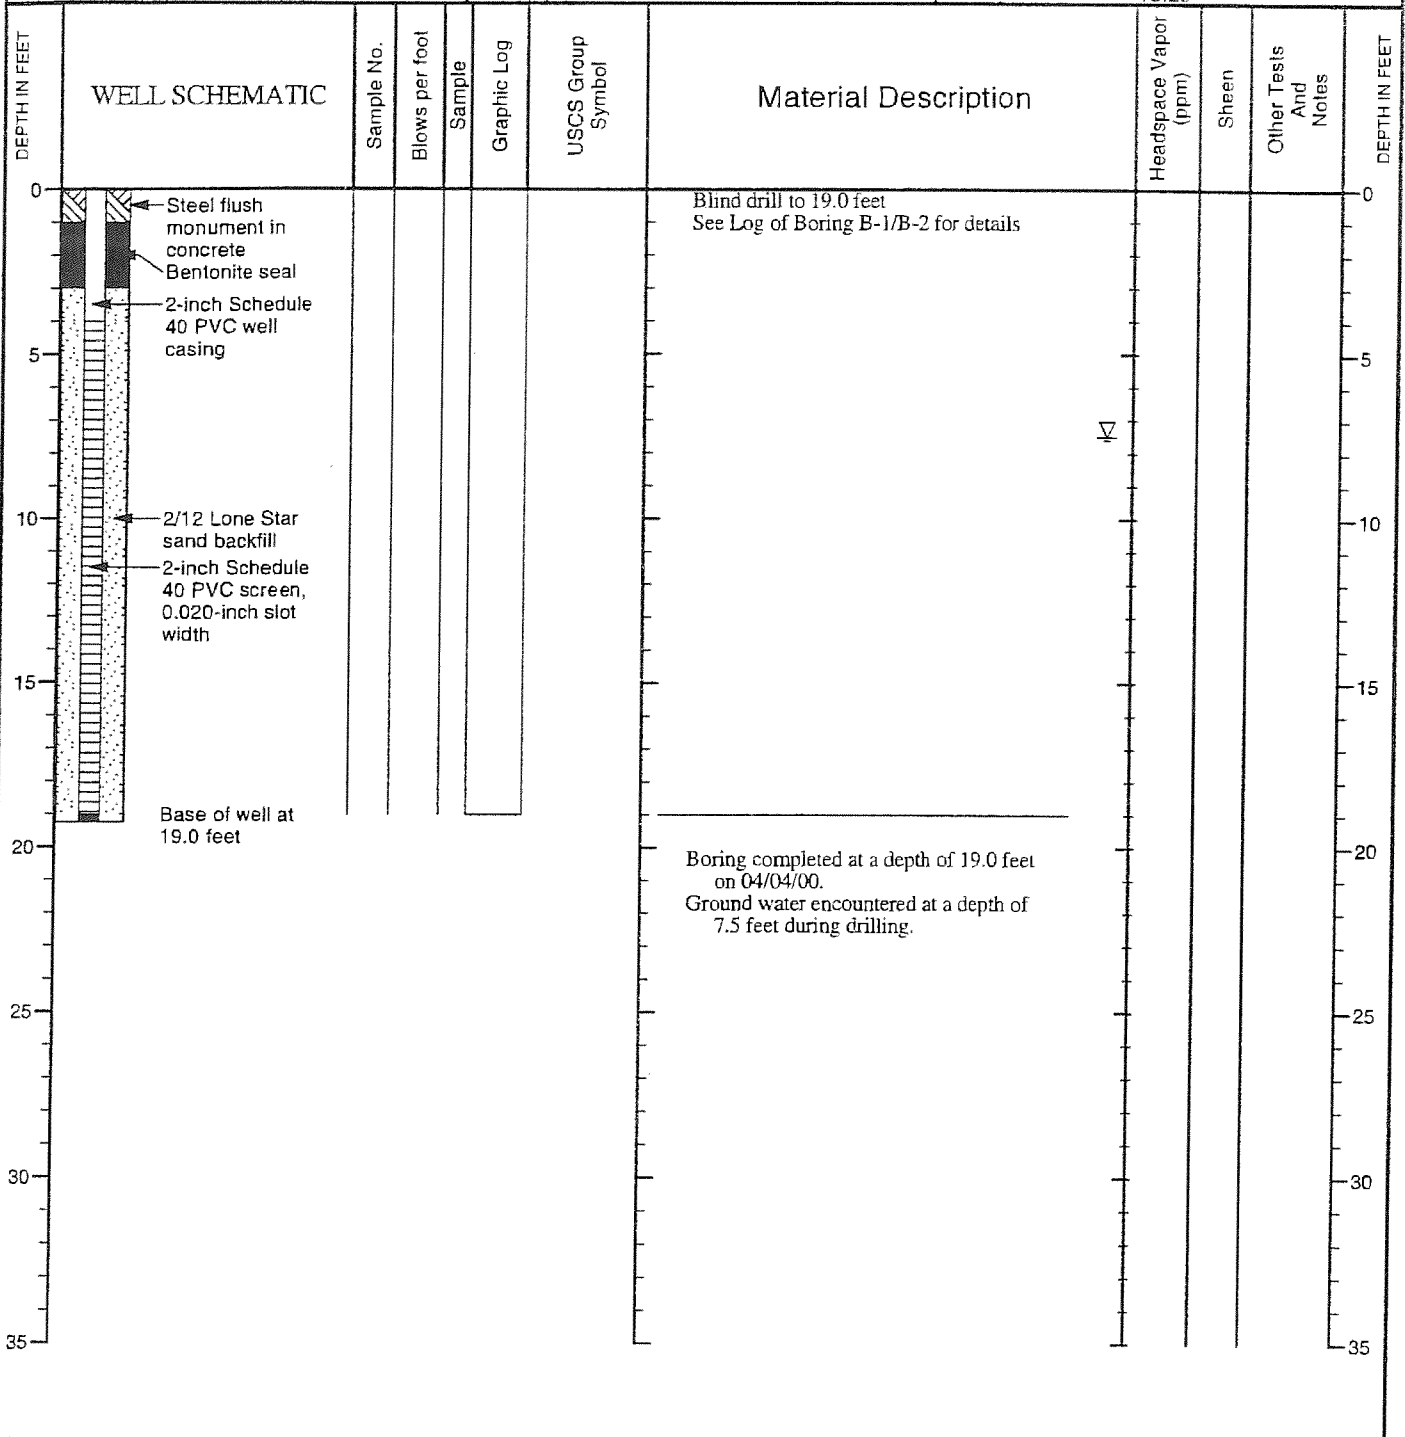 DEPTH IN FEET
WELL SCHEMATIC
Sample No.
Blows per foot
Sample
Graphic Log
USCS Group
Symbol
Material Description
Headspace Vapor
(ppm)
Sheen
Other Tests
And
Notes
DEPTH IN FEET
0
Steel flush
monument in
concrete
Bentonite seal
2-inch Schedule
40 PVC well
casing
5
10
2/12 Lone Star
sand backfill
2-inch Schedule
40 PVC screen,
0.020-inch slot
width
15
Base of well at
19.0 feet
20
25
30
35
Blind drill to 19.0 feet
See Log of Boring B-1/B-2 for details
Boring completed at a depth of 19.0 feet
on 04/04/00.
Ground water encountered at a depth of
7.5 feet during drilling.
0
5
10
15
20
25
30
35